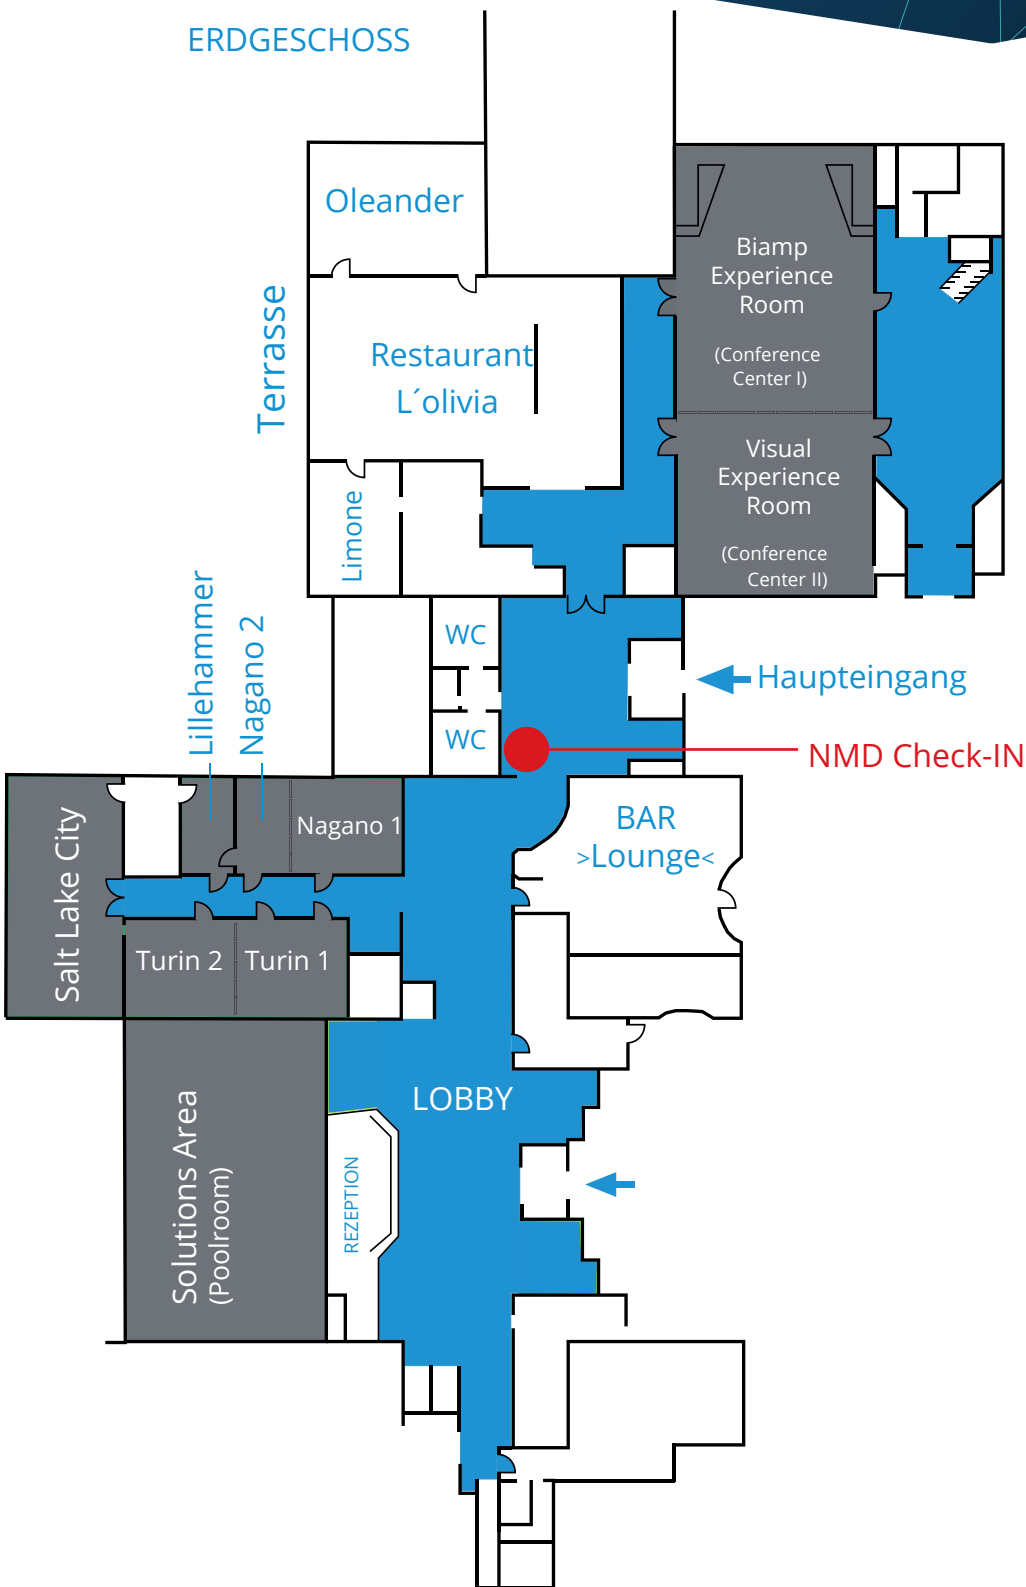 ERDGESCHOSS
Oleander
Biamp
Experience
Room
(Conference
Center I)
Terrasse
Restaurant
L´olivia
Visual
Experience
Room
(Conference
Center II)
Limone
Lillehammer
Nagano 2
WC
Haupteingang
WC
NMD Check-IN
Salt Lake City
Nagano 1
BAR
>Lounge<
Turin 2
Turin 1
LOBBY
Solutions Area
(Poolroom)
REZEPTION